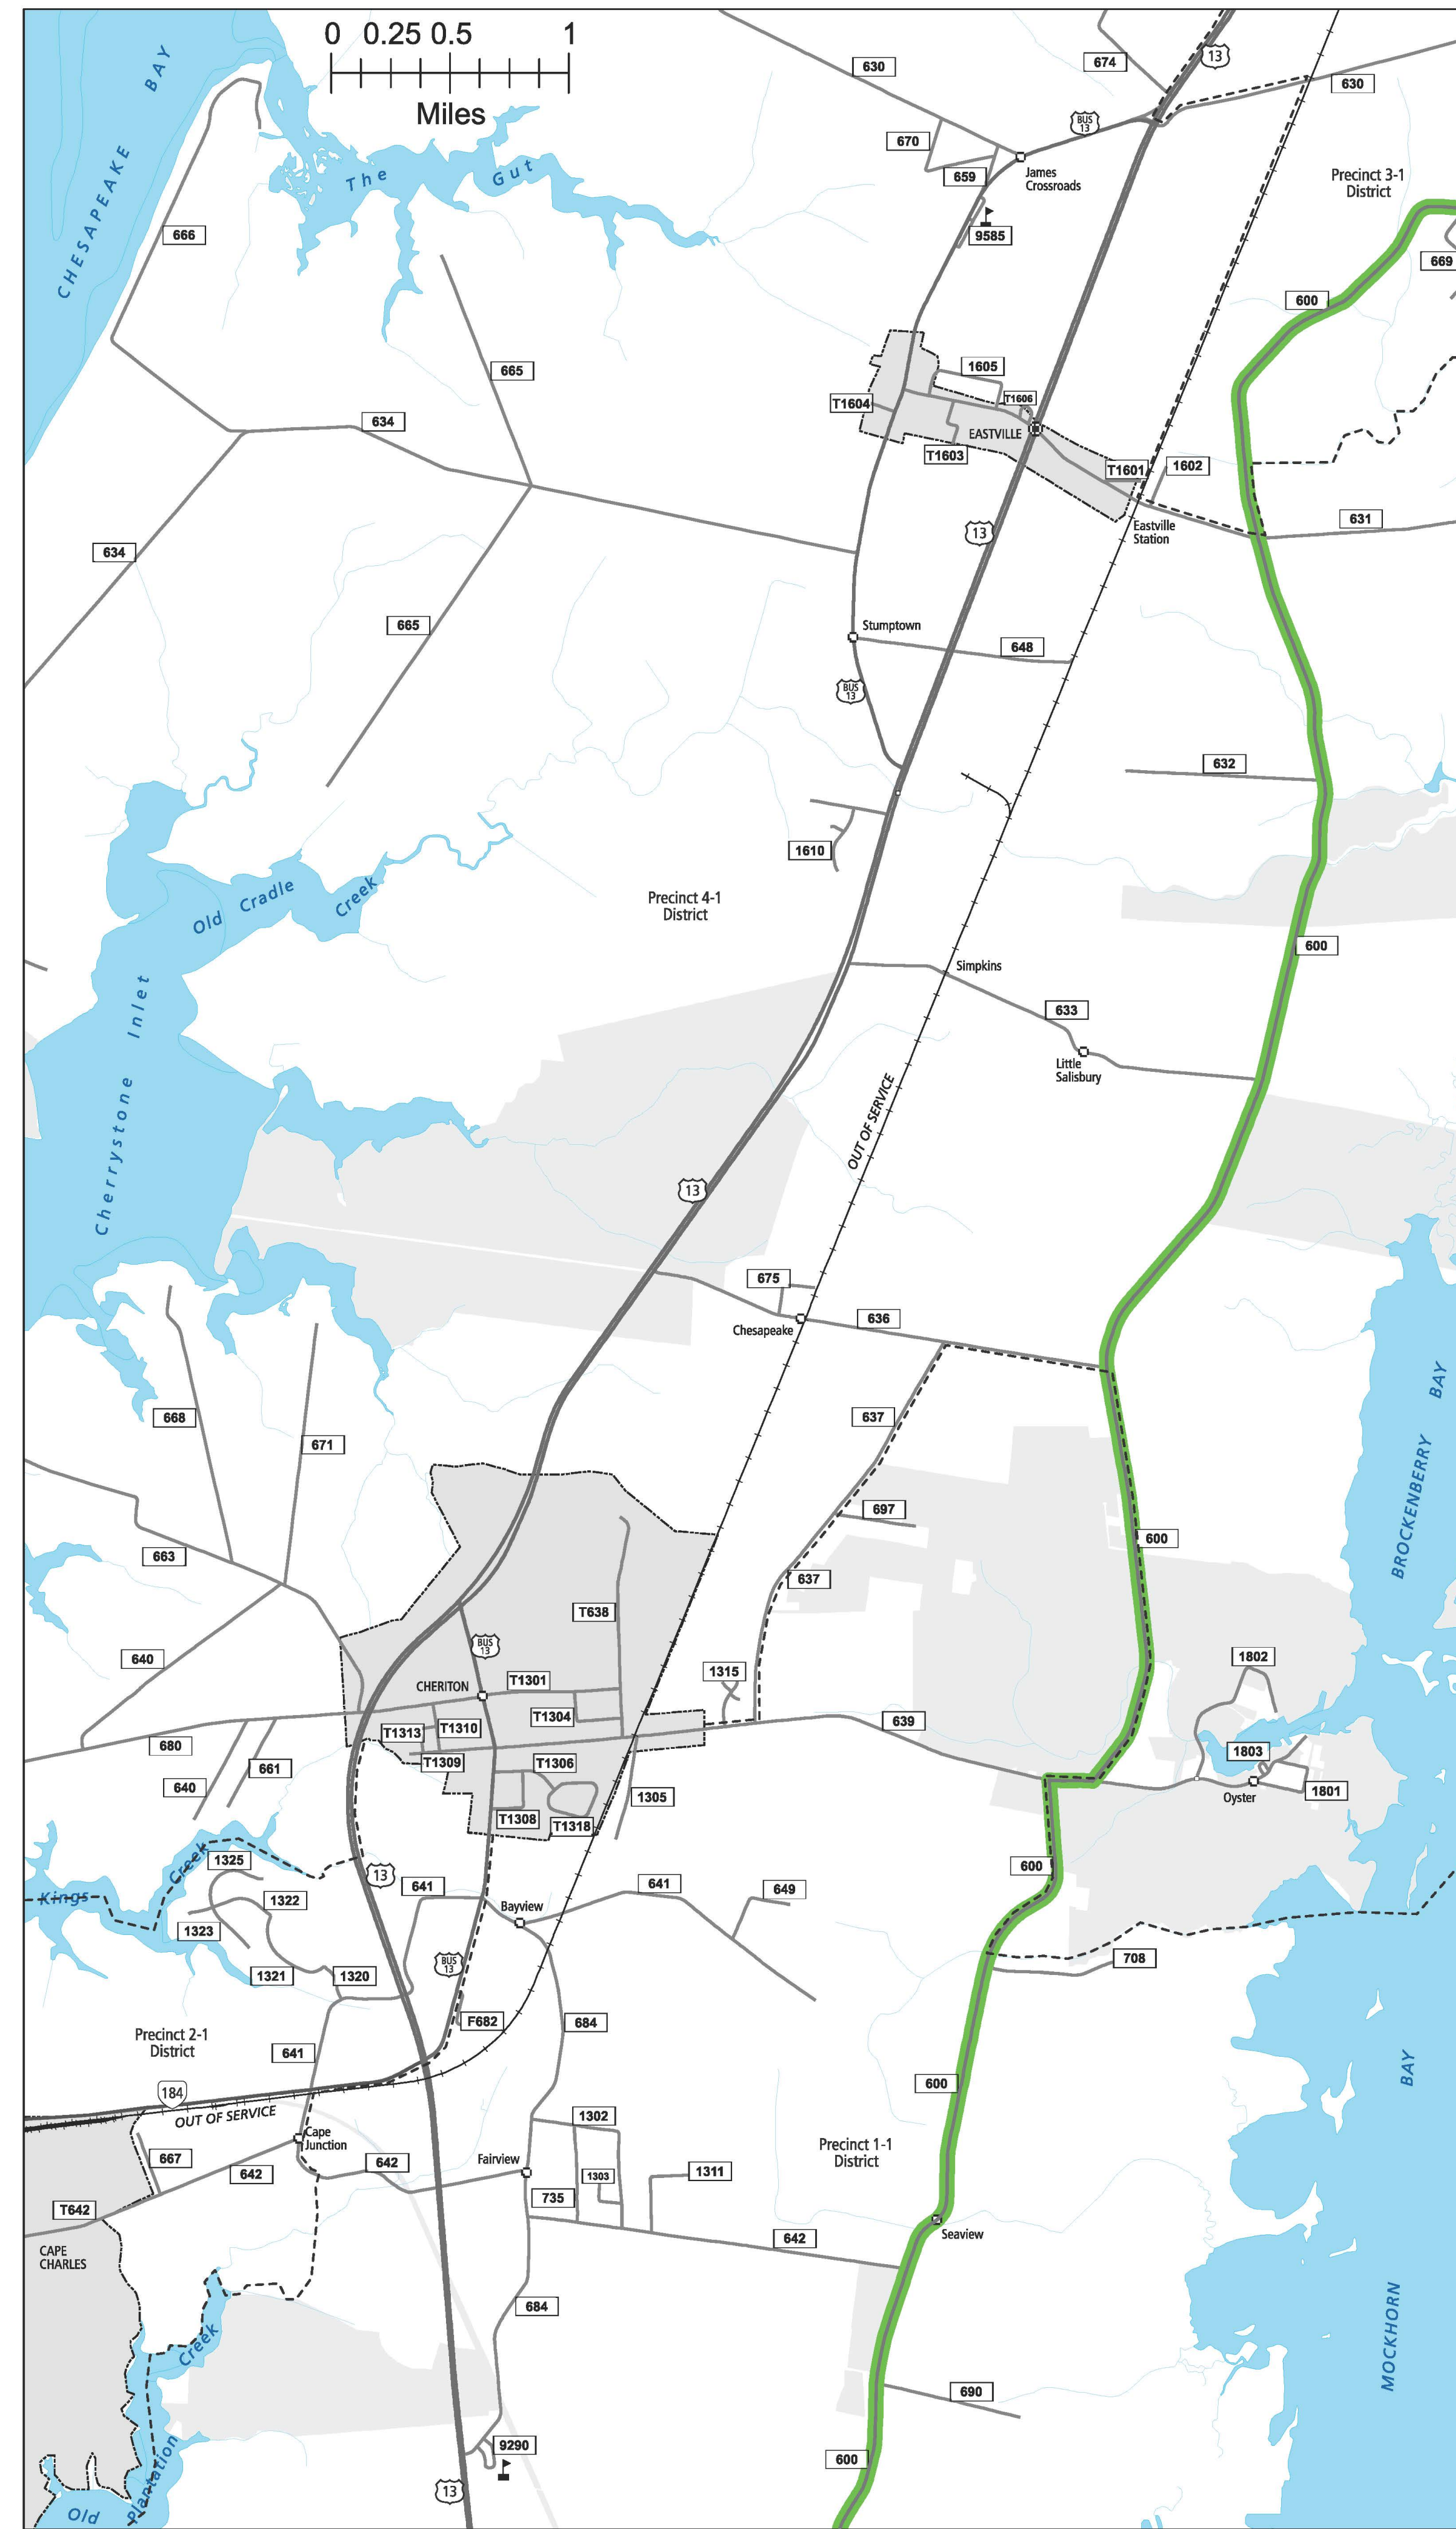 0 0.25 0.5 1
Miles
CHESAPEAKE BAY
The Gut
630
674
13
630
BUS 13
670
James
Crossroads
659
Precinct 3-1
District
666
9585
669
600
665
1605
T1604
T1606
634
EASTVILLE
T1603
T1601
1602
13
Eastville
Station
631
634
665
Stumptown
648
BUS 13
632
1610
Old Cradle Creek
Precinct 4-1
District
600
Simpkins
Cherrystone Inlet
633
Little
Salisbury
OUT OF SERVICE
13
675
636
Chesapeake
BROCKENBERRY BAY
668
637
671
697
600
663
637
T638
BUS 13
640
1315
1802
CHERITON
T1301
T1304
639
T1313
T1310
680
1803
T1309
T1306
661
640
1801
Oyster
1305
T1308
T1318
Kings Creek
1325
13
600
641
641
649
1322
Bayview
1323
708
BUS 13
1321
1320
F682
684
Precinct 2-1
District
641
MOCKHORN BAY
600
184
OUT OF SERVICE
1302
Cape
Junction
Precinct 1-1
District
667
642
642
Fairview
1303
1311
735
T642
Seaview
642
CAPE
CHARLES
684
690
9290
600
13
Old Plantation Creek